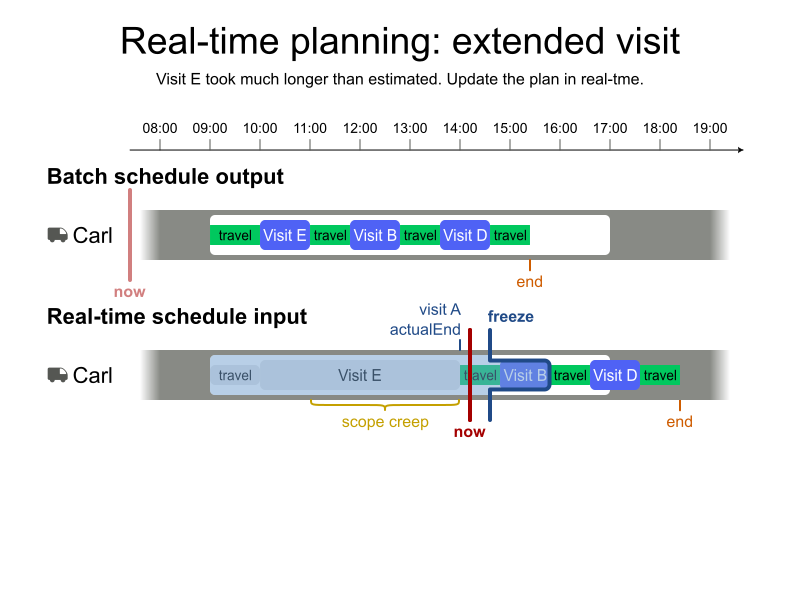 Real-time planning: extended visit
Visit E took much longer than estimated. Update the plan in real-tme.
08:00 09:00 10:00 11:00 12:00 13:00 14:00 15:00 16:00 17:00 18:00 19:00
Batch schedule output
Carl travel Visit E travel Visit B travel Visit D travel
end
now
Real-time schedule input
visit A
actualEnd
freeze
Carl travel Visit E travel Visit B travel Visit D travel
scope creep
now
end